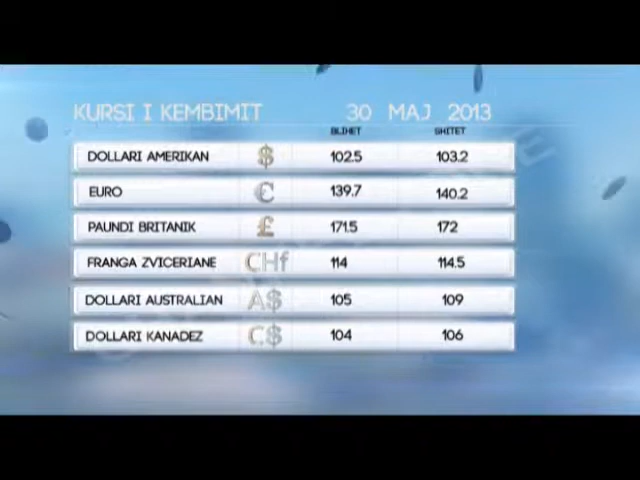 KURSI I KEMBIMIT 30 MAJ 2013
BLIHET SHITET
DOLLARI AMERIKAN $ 102.5 103.2
EURO € 139.7 140.2
PAUNDI BRITANIK £ 171.5 172
FRANGA ZVICERIANE CHf 114 114.5
DOLLARI AUSTRALIAN A$ 105 109
DOLLARI KANADEZ C$ 104 106